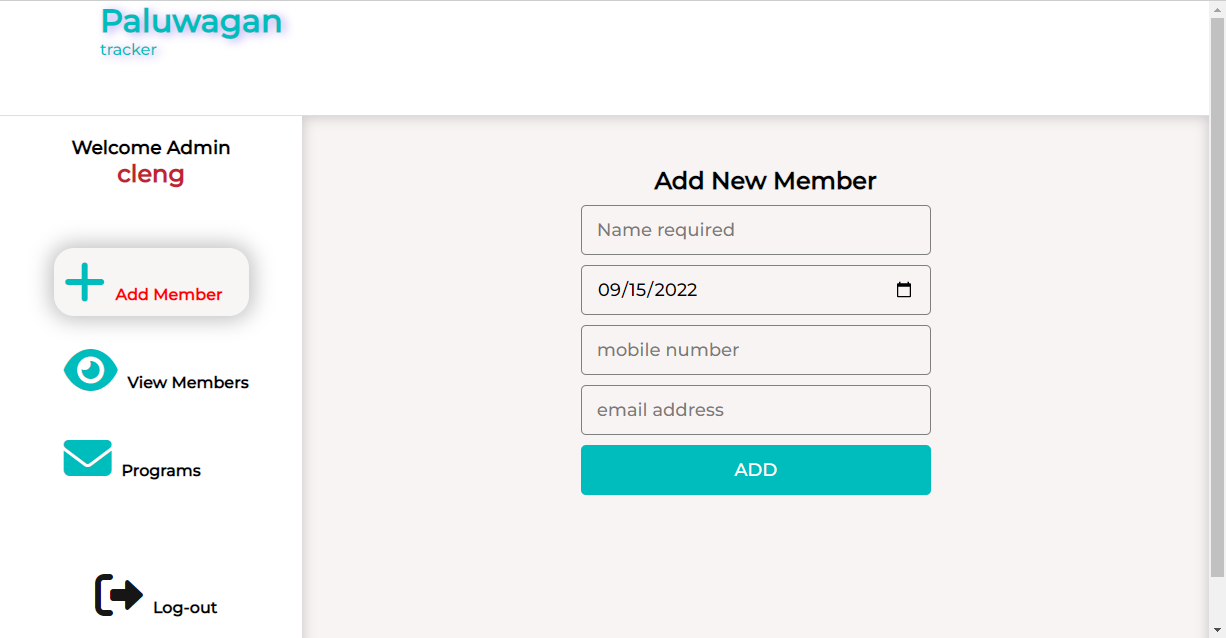 Paluwagan
tracker
Welcome Admin
cleng
Add Member
View Members
Programs
Log-out
Add New Member
Name required
09/15/2022
mobile number
email address
ADD